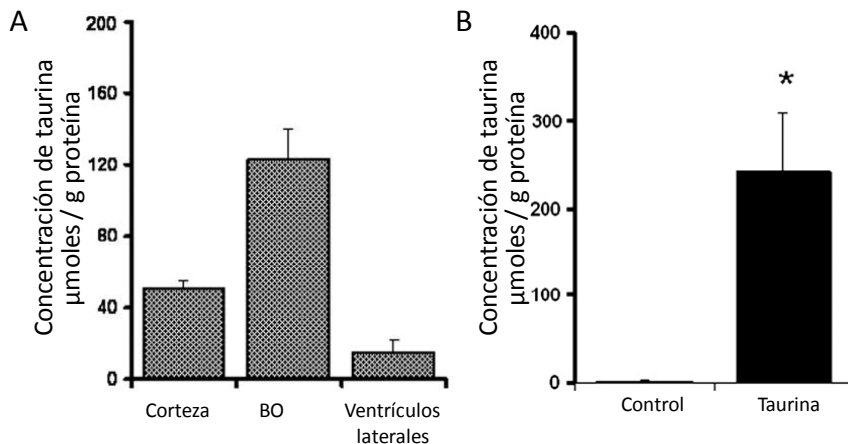 A
Concentración de taurina
µmoles / g proteína
200
160
120
80
40
0
Corteza
BO
Ventrículos
laterales
B
Concentración de taurina
µmoles / g proteína
400
300
200
100
0
*
Control
Taurina